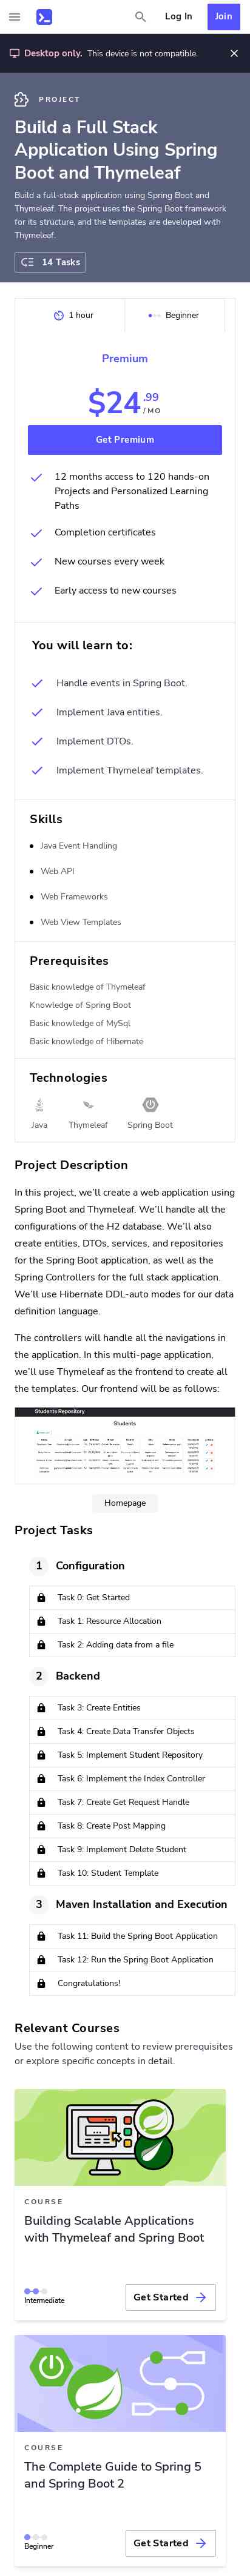 Log In
Join
Desktop only. This device is not compatible.
PROJECT
Build a Full Stack
Application Using Spring
Boot and Thymeleaf
Build a full-stack application using Spring Boot and
Thymeleaf. The project uses the Spring Boot framework
for its structure, and the templates are developed with
Thymeleaf.
14 Tasks
1 hour
Beginner
Premium
$24.99
/ MO
Get Premium
12 months access to 120 hands-on
Projects and Personalized Learning
Paths
Completion certificates
New courses every week
Early access to new courses
You will learn to:
Handle events in Spring Boot.
Implement Java entities.
Implement DTOs.
Implement Thymeleaf templates.
Skills
Java Event Handling
Web API
Web Frameworks
Web View Templates
Prerequisites
Basic knowledge of Thymeleaf
Knowledge of Spring Boot
Basic knowledge of MySql
Basic knowledge of Hibernate
Technologies
Java
Thymeleaf
Spring Boot
Project Description
In this project, we’ll create a web application using
Spring Boot and Thymeleaf. We’ll handle all the
configurations of the H2 database. We’ll also
create entities, DTOs, services, and repositories
for the Spring Boot application, as well as the
Spring Controllers for the full stack application.
We’ll use Hibernate DDL-auto modes for our data
definition language.
The controllers will handle all the navigations in
the application. In this multi-page application,
we’ll use Thymeleaf as the frontend to create all
the templates. Our frontend will be as follows:
Students Repository
Students
Homepage
Project Tasks
1 Configuration
Task 0: Get Started
Task 1: Resource Allocation
Task 2: Adding data from a file
2 Backend
Task 3: Create Entities
Task 4: Create Data Transfer Objects
Task 5: Implement Student Repository
Task 6: Implement the Index Controller
Task 7: Create Get Request Handle
Task 8: Create Post Mapping
Task 9: Implement Delete Student
Task 10: Student Template
3 Maven Installation and Execution
Task 11: Build the Spring Boot Application
Task 12: Run the Spring Boot Application
Congratulations!
Relevant Courses
Use the following content to review prerequisites
or explore specific concepts in detail.
COURSE
Building Scalable Applications
with Thymeleaf and Spring Boot
Intermediate
Get Started
COURSE
The Complete Guide to Spring 5
and Spring Boot 2
Beginner
Get Started